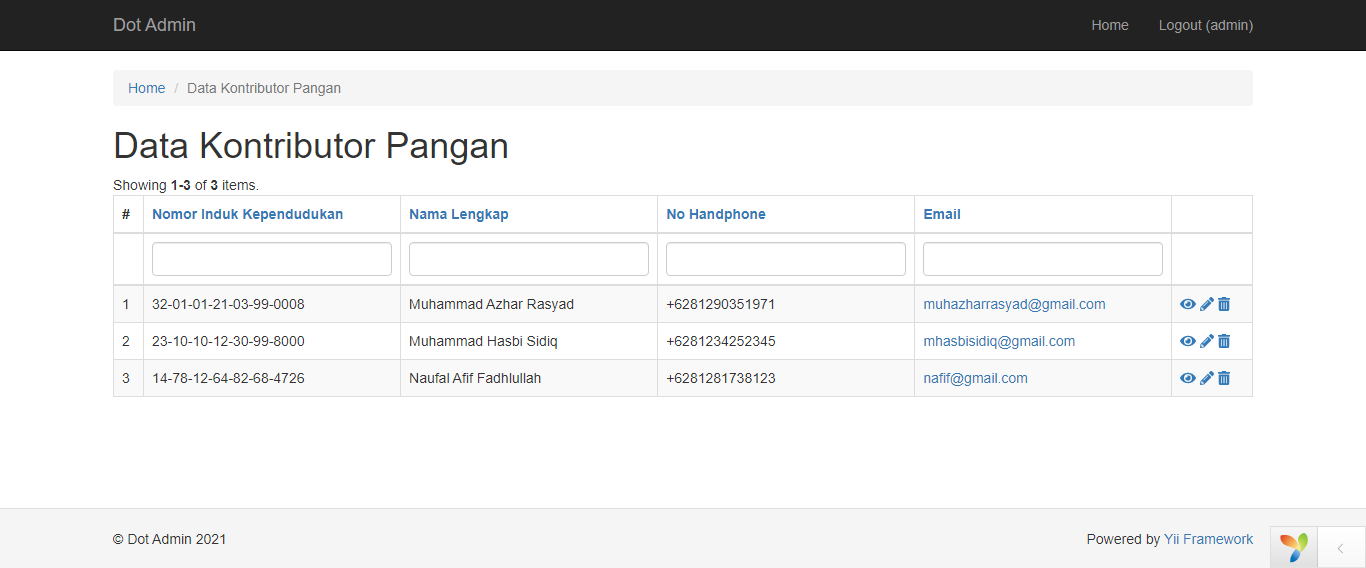 Dot Admin Home Logout (admin)
Home / Data Kontributor Pangan
Data Kontributor Pangan
Showing 1-3 of 3 items.
# Nomor Induk Kependudukan Nama Lengkap No Handphone Email
1 32-01-01-21-03-99-0008 Muhammad Azhar Rasyad +6281290351971 muhazharrasyad@gmail.com
2 23-10-10-12-30-99-8000 Muhammad Hasbi Sidiq +6281234252345 mhasbisidiq@gmail.com
3 14-78-12-64-82-68-4726 Naufal Afif Fadhlullah +6281281738123 nafif@gmail.com
© Dot Admin 2021 Powered by Yii Framework